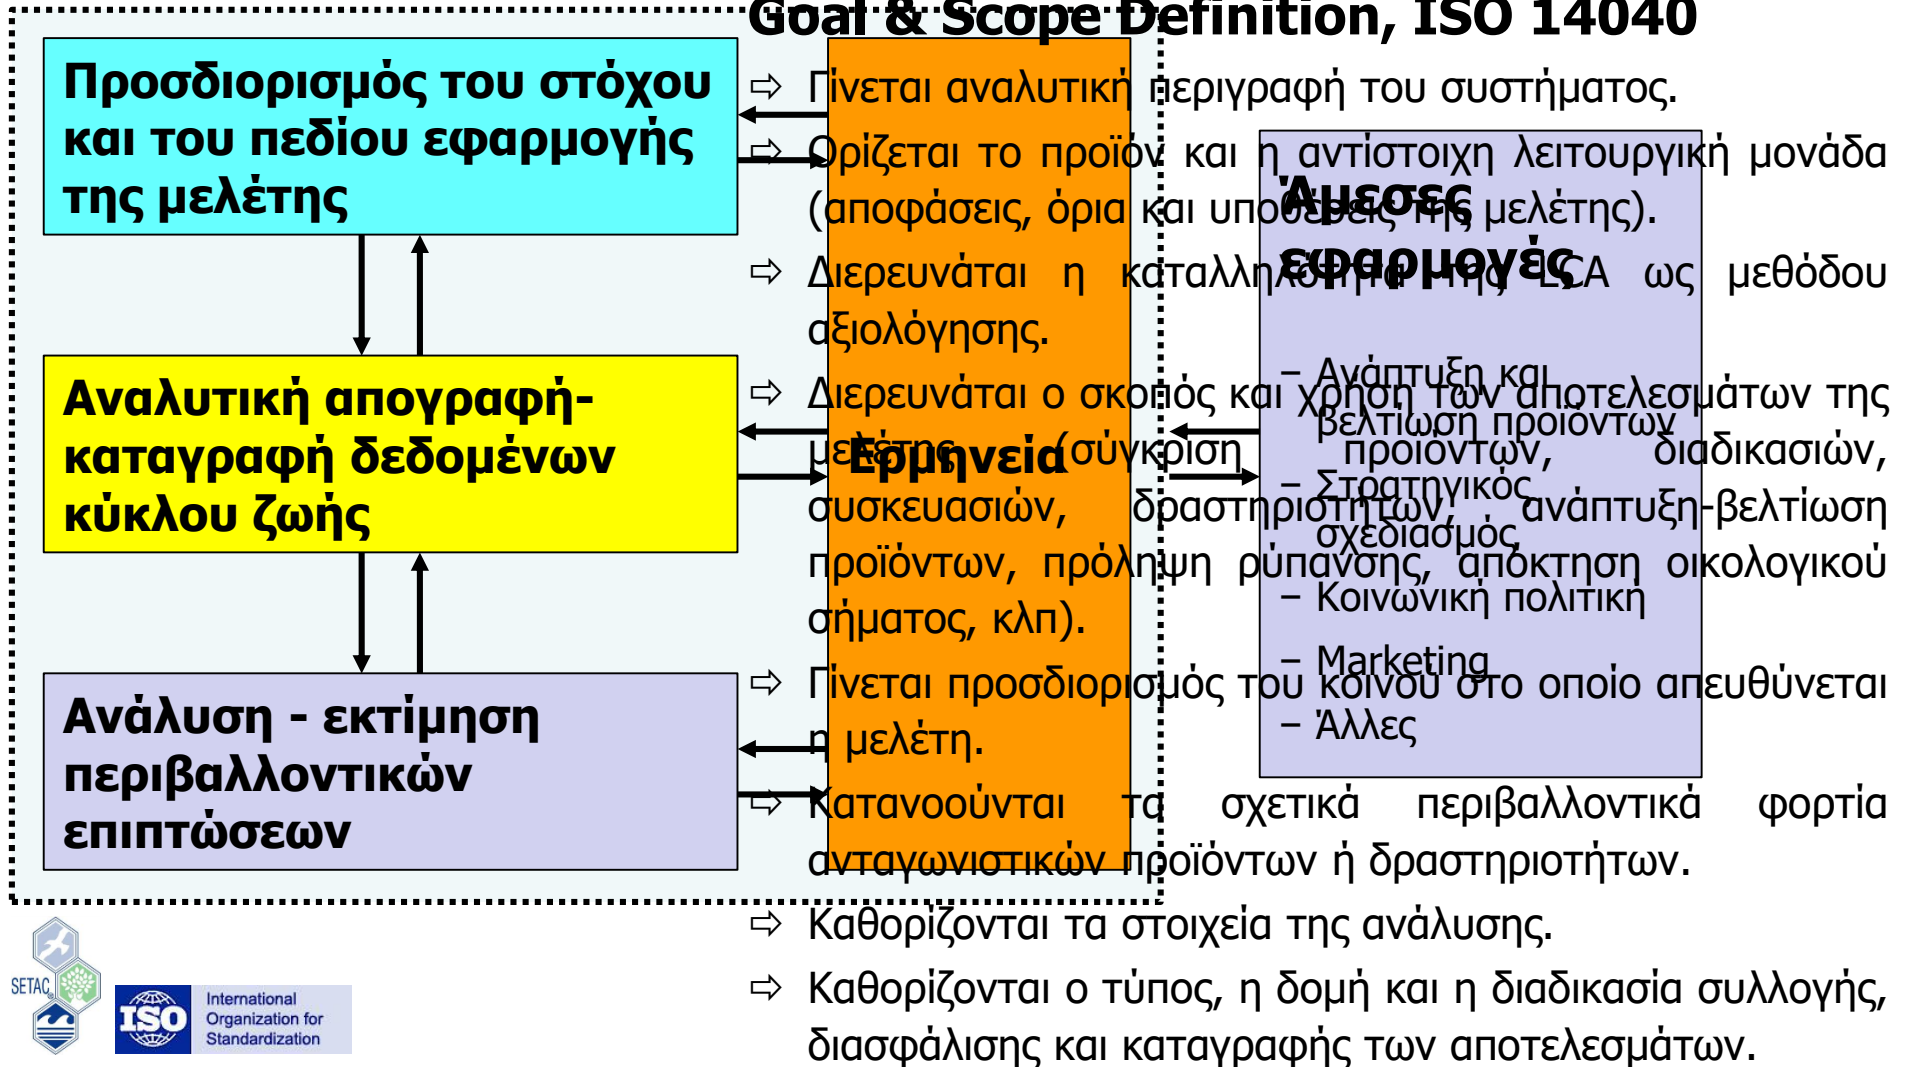 Goal & Scope Definition, ISO 14040
Προσδιορισμός του στόχου
και του πεδίου εφαρμογής
της μελέτης
Αναλυτική απογραφή-
καταγραφή δεδομένων
κύκλου ζωής
Ανάλυση - εκτίμηση
περιβαλλοντικών
επιπτώσεων
Ερμηνεία
Άμεσες
εφαρμογές
– Ανάπτυξη και
βελτίωση προϊόντων
– Στρατηγικός
σχεδιασμός
– Κοινωνική πολιτική
– Marketing
– Άλλες
⇨ Γίνεται αναλυτική περιγραφή του συστήματος.
⇨ Ορίζεται το προϊόν και η αντίστοιχη λειτουργική μονάδα
(αποφάσεις, όρια και υποθέσεις της μελέτης).
⇨ Διερευνάται η καταλληλότητα της LCA ως μεθόδου
αξιολόγησης.
⇨ Διερευνάται ο σκοπός και χρήση των αποτελεσμάτων της
μελέτης (σύγκριση προϊόντων, διαδικασιών,
συσκευασιών, δραστηριοτήτων, ανάπτυξη-βελτίωση
προϊόντων, πρόληψη ρύπανσης, απόκτηση οικολογικού
σήματος, κλπ).
⇨ Γίνεται προσδιορισμός του κοινού στο οποίο απευθύνεται
η μελέτη.
⇨ Κατανοούνται τα σχετικά περιβαλλοντικά φορτία
ανταγωνιστικών προϊόντων ή δραστηριοτήτων.
⇨ Καθορίζονται τα στοιχεία της ανάλυσης.
⇨ Καθορίζονται ο τύπος, η δομή και η διαδικασία συλλογής,
διασφάλισης και καταγραφής των αποτελεσμάτων.
SETAC
ISO
International
Organization for
Standardization